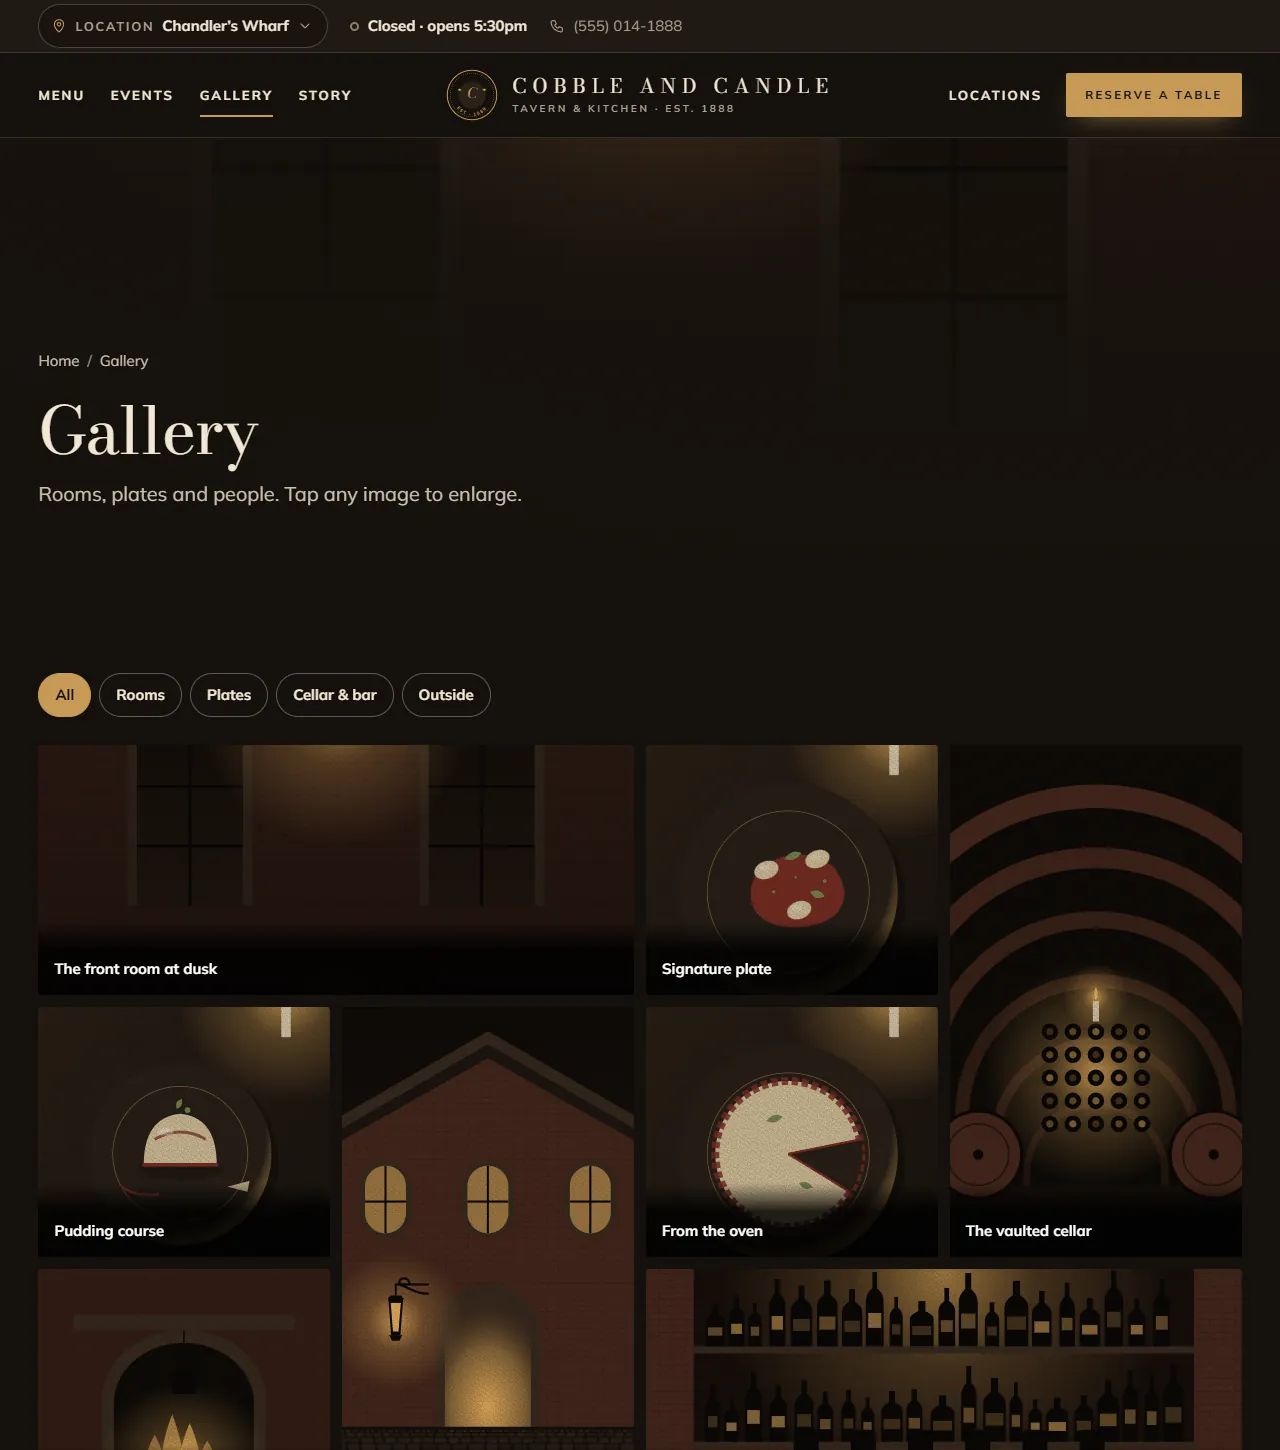 LOCATION Chandler's Wharf
Closed · opens 5:30pm
(555) 014-1888
MENU
EVENTS
GALLERY
STORY
C
COBBLE AND CANDLE
TAVERN & KITCHEN · EST. 1888
LOCATIONS
RESERVE A TABLE
Home / Gallery
Gallery
Rooms, plates and people. Tap any image to enlarge.
All
Rooms
Plates
Cellar & bar
Outside
The front room at dusk
Signature plate
Pudding course
From the oven
The vaulted cellar